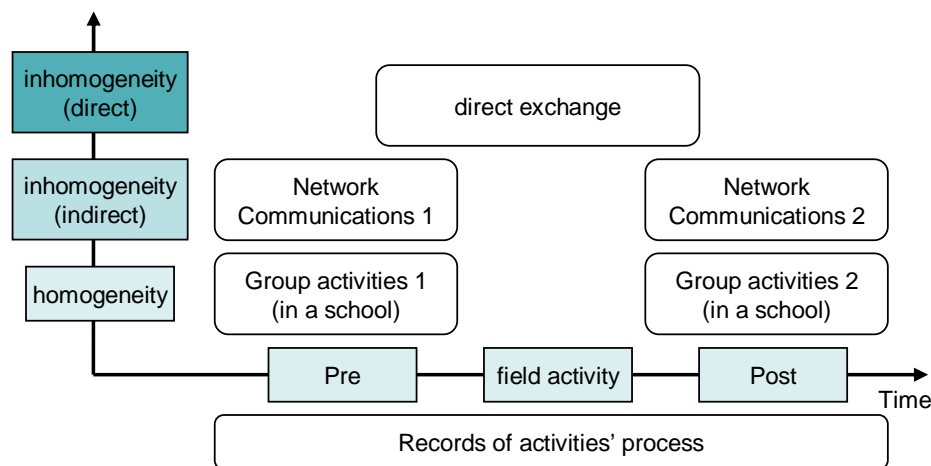 inhomogeneity
(direct)
direct exchange
inhomogeneity
(indirect)
Network
Communications 1
Network
Communications 2
homogeneity
Group activities 1
(in a school)
Group activities 2
(in a school)
Pre
field activity
Post
Time
Records of activities’ process